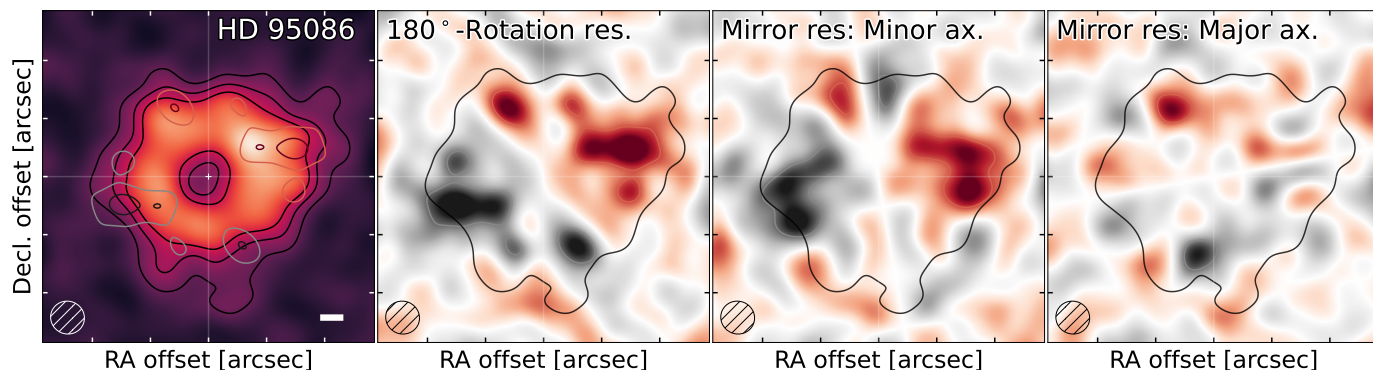 HD 95086
180°-Rotation res.
Mirror res: Minor ax.
Mirror res: Major ax.
Decl. offset [arcsec]
RA offset [arcsec]
RA offset [arcsec]
RA offset [arcsec]
RA offset [arcsec]